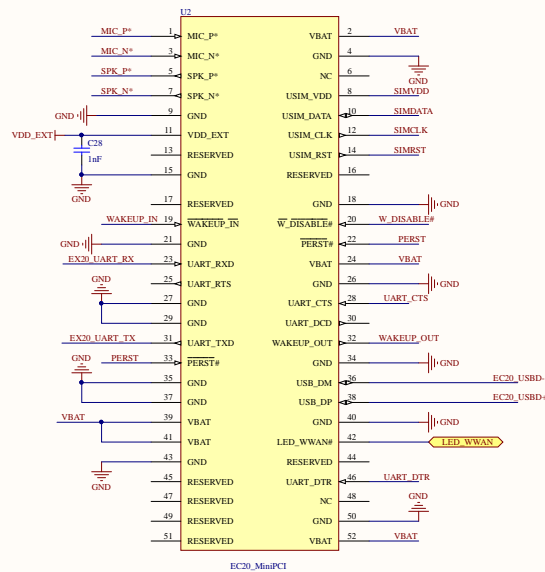 U2
MIC_P* 1 MIC_P* VBAT 2 VBAT
MIC_N* 3 MIC_N* GND 4
GND
SPK_P* 5 SPK_P* NC 6
SPK_N* 7 SPK_N* USIM_VDD 8 SIMVDD
GND 9 GND USIM_DATA 10 SIMDATA
VDD_EXT 11 VDD_EXT USIM_CLK 12 SIMCLK
C28
1nF
13 RESERVED USIM_RST 14 SIMRST
15 GND RESERVED 16
GND
17 RESERVED GND 18 GND
WAKEUP_IN 19 WAKEUP_IN W_DISABLE# 20 W_DISABLE#
GND 21 GND PERST# 22 PERST
EX20_UART_RX 23 UART_RXD VBAT 24 VBAT
25 UART_RTS GND 26 GND
GND
27 GND UART_CTS 28 UART_CTS
29 GND UART_DCD 30
EX20_UART_TX 31 UART_TXD WAKEUP_OUT 32 WAKEUP_OUT
GND PERST 33 PERST# GND 34 GND
35 GND USB_DM 36 EC20_USBD-
37 GND USB_DP 38 EC20_USBD+
VBAT 39 VBAT GND 40 GND
41 VBAT LED_WWAN# 42 LED_WWAN
43 GND RESERVED 44
GND
45 RESERVED UART_DTR 46 UART_DTR
47 RESERVED NC 48
GND
49 RESERVED GND 50
51 RESERVED VBAT 52 VBAT
EC20_MiniPCI